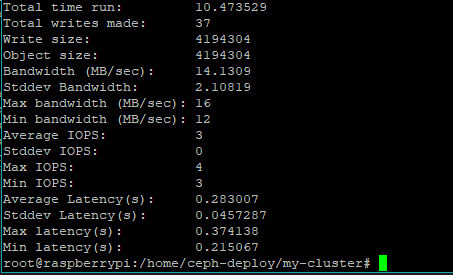 Total time run: 10.473529
Total writes made: 37
Write size: 4194304
Object size: 4194304
Bandwidth (MB/sec): 14.1309
Stddev Bandwidth: 2.10819
Max bandwidth (MB/sec): 16
Min bandwidth (MB/sec): 12
Average IOPS: 3
Stddev IOPS: 0
Max IOPS: 4
Min IOPS: 3
Average Latency(s): 0.283007
Stddev Latency(s): 0.0457287
Max latency(s): 0.374138
Min latency(s): 0.215067
root@raspberrypi:/home/ceph-deploy/my-cluster#